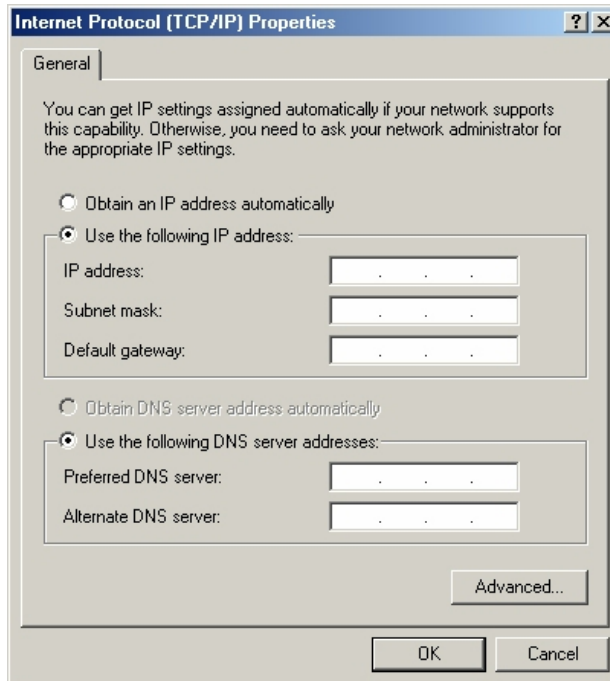 Internet Protocol (TCP/IP) Properties
General
You can get IP settings assigned automatically if your network supports
this capability. Otherwise, you need to ask your network administrator for
the appropriate IP settings.
Obtain an IP address automatically
Use the following IP address:
IP address:
Subnet mask:
Default gateway:
Obtain DNS server address automatically
Use the following DNS server addresses:
Preferred DNS server:
Alternate DNS server:
Advanced...
OK
Cancel